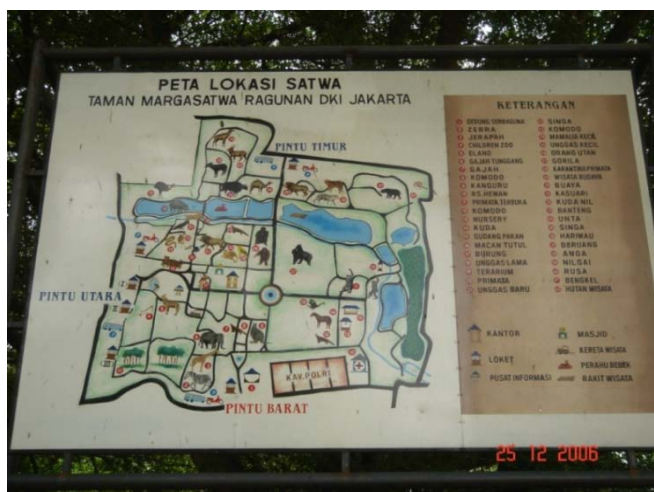 PETA LOKASI SATWA
TAMAN MARGASATWA RAGUNAN DKI JAKARTA
PINTU TIMUR
PINTU UTARA
PINTU BARAT
KAV. POLRI
KETERANGAN
GEDUNG SERBAGUNA
ZEBRA
JERAPAH
CHILDREN ZOO
ELAND
GAJAH TUNGGANG
GAJAH
KOMODO
KANGURU
RS HEWAN
PRIMATA TERBUKA
KOMODO
NURSERY
KUDA
GUDANG PAKAN
MACAN TUTUL
BURUNG
UNGGAS LAMA
TERARIUM
PRIMATA
UNGGAS BARU
SINGA
KOMODO
MAMALIA KECIL
UNGGAS KECIL
ORANG UTAN
GORILA
KARANTINA PRIMATA
WISATA BUDAYA
BUAYA
KASUARI
KUDA NIL
BANTENG
UNTA
SINGA
HARIMAU
BERUANG
ANOA
NILGAI
RUSA
BENGKEL
HUTAN WISATA
KANTOR
LOKET
PUSAT INFORMASI
MASJID
KERETA WISATA
PERAHU BEBEK
RAKIT WISATA
25 12 2006